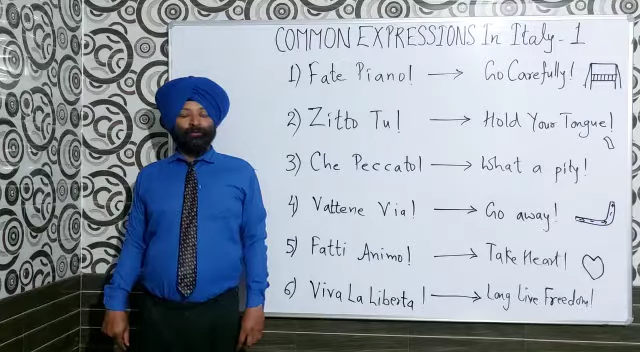 COMMON EXPRESSIONS In Italy - 1
1) Fate Piano! → Go Carefully!
2) Zitto Tu! → Hold Your Tongue!
3) Che Peccato! → What a pity!
4) Vattene Via! → Go away!
5) Fatti Animo! → Take Heart!
6) Viva La Liberta! → Long Live Freedom!